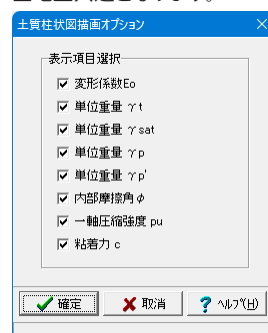 土質柱状図描画オプション
表示項目選択
変形係数Eo
単位重量 γt
単位重量 γsat
単位重量 γp
単位重量 γp'
内部摩擦角φ
一軸圧縮強度 pu
粘着力 c
確定 取消 ヘルプ(H)